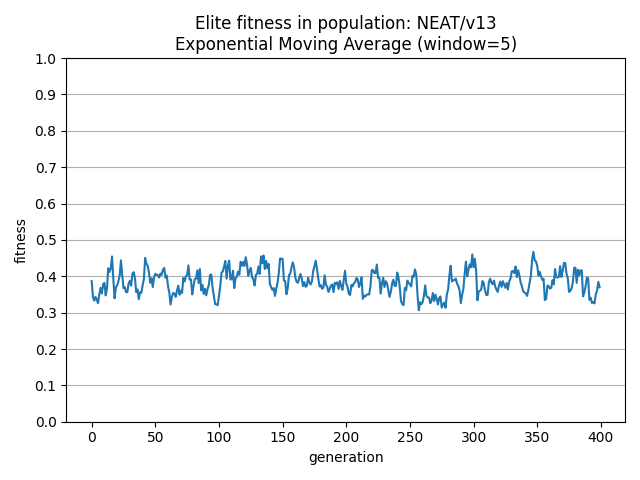 Elite fitness in population: NEAT/v13
Exponential Moving Average (window=5)
1.0
0.9
0.8
0.7
0.6
0.5
0.4
0.3
0.2
0.1
0.0
fitness
0 50 100 150 200 250 300 350 400
generation